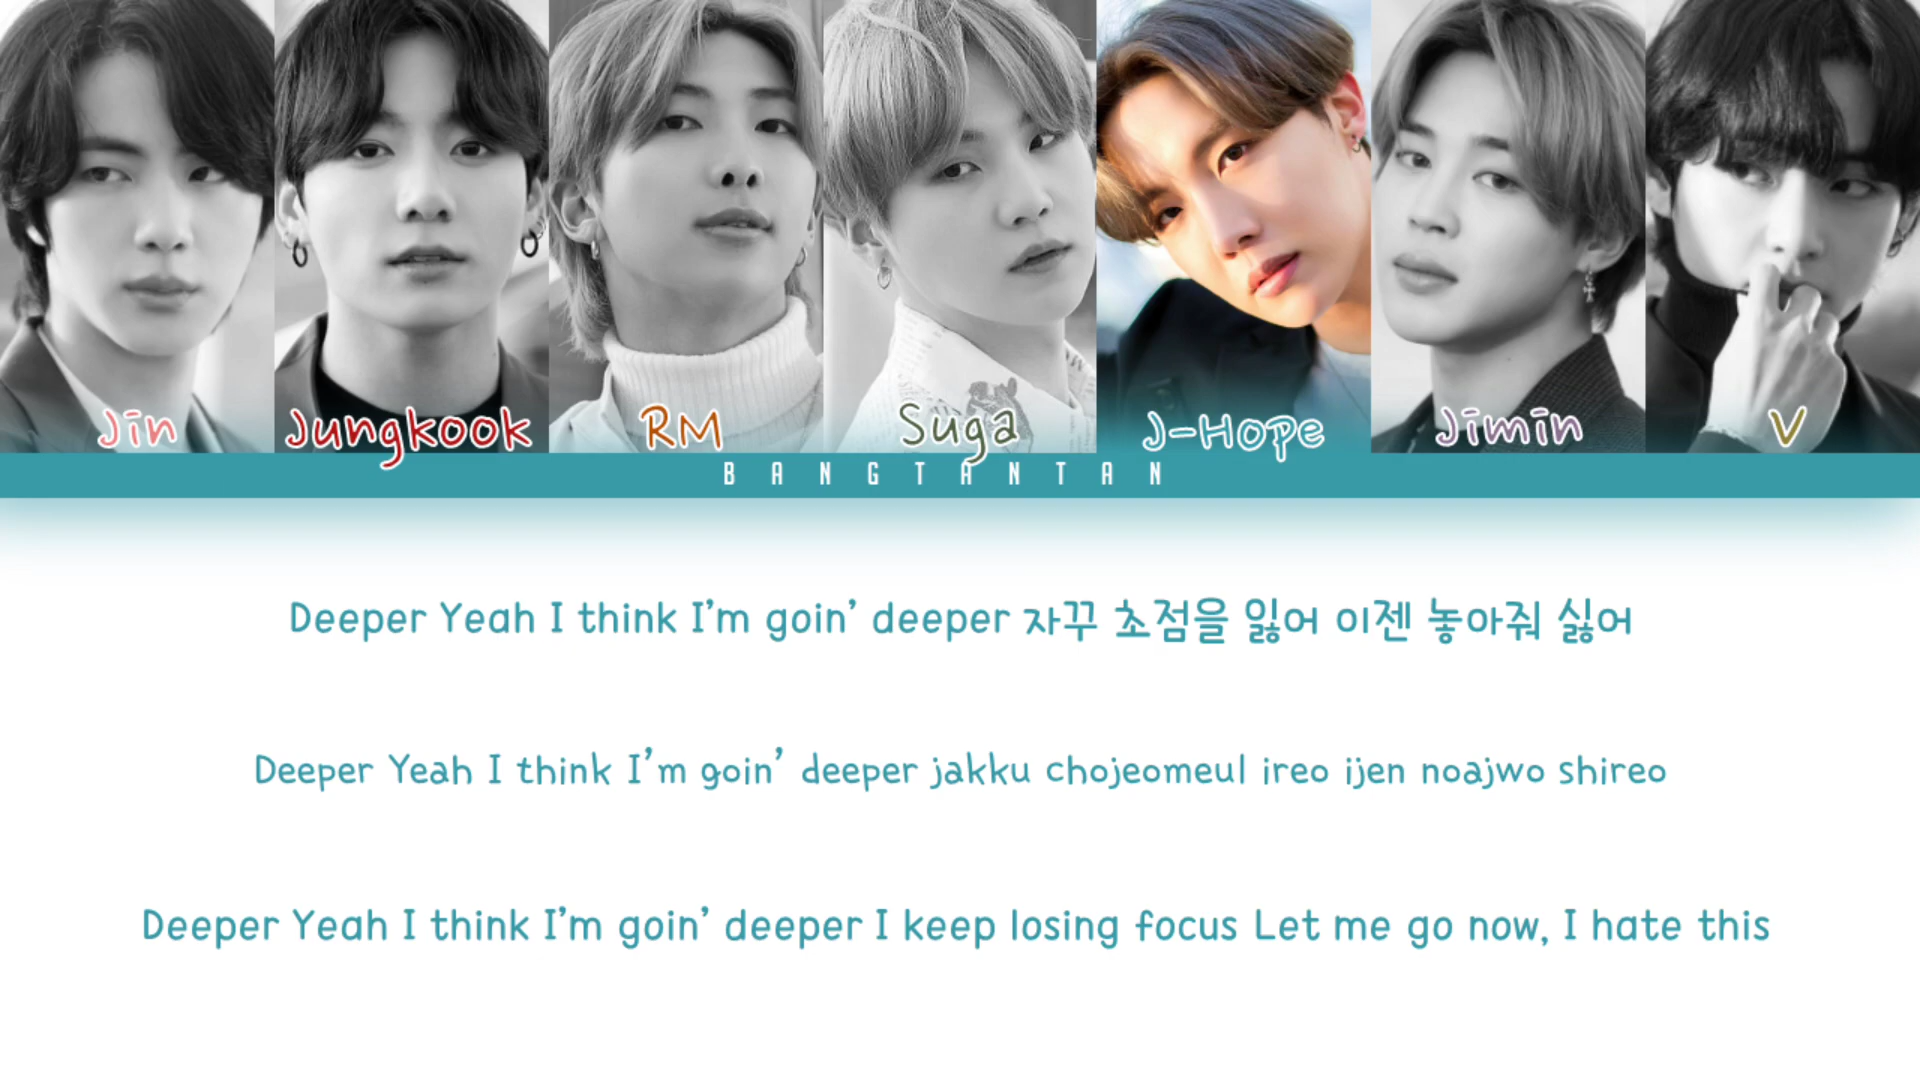 Jin Jungkook RM Suga J-Hope Jimin V
BANGTANTAN
Deeper Yeah I think I'm goin' deeper 자꾸 초점을 잃어 이젠 놓아줘 싫어
Deeper Yeah I think I'm goin' deeper jakku chojeomeul ireo ijen noajwo shireo
Deeper Yeah I think I'm goin' deeper I keep losing focus Let me go now, I hate this